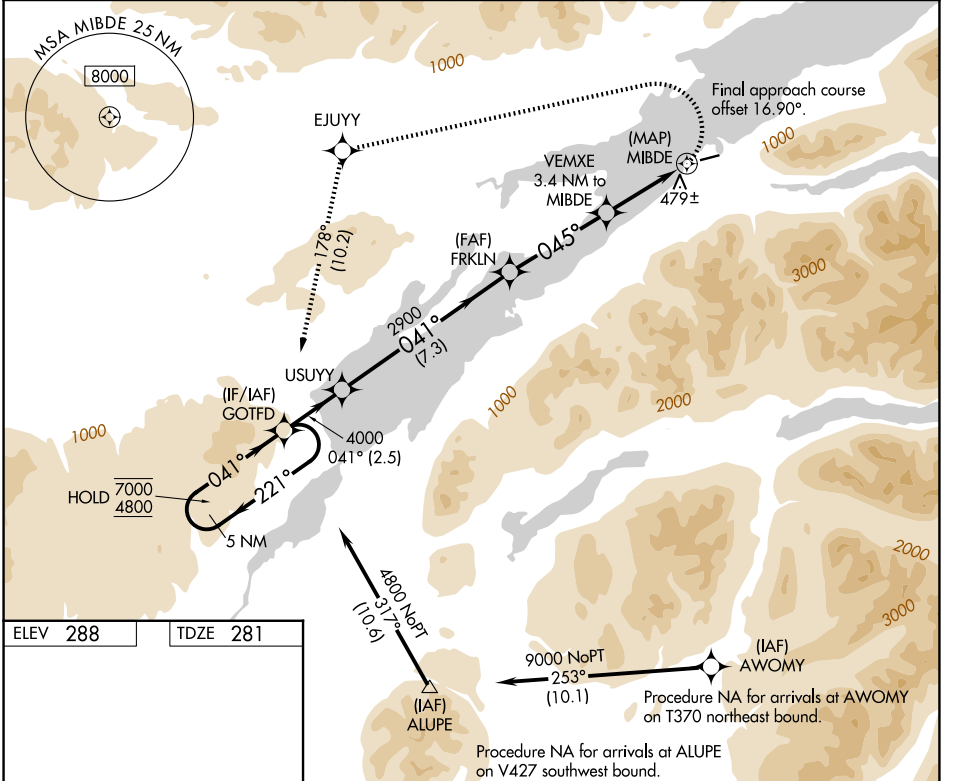 MSA MIBDE 25 NM
8000
1000
Final approach course
offset 16.90°.
EJUYY
(MAP)
MIBDE
1000
VEMXE
3.4 NM to
MIBDE
479±
178°
(10.2)
(FAF)
FRKLN
045°
3000
2900
041°
(7.3)
USUYY
(IF/IAF)
GOTFD
1000
2000
1000
4000
041° (2.5)
041°
221°
HOLD
7000
4800
5 NM
2000
4800 NoPT
317°
(10.6)
3000
ELEV 288
TDZE 281
9000 NoPT
253°
(10.1)
(IAF)
AWOMY
(IAF)
ALUPE
Procedure NA for arrivals at AWOMY
on T370 northeast bound.
Procedure NA for arrivals at ALUPE
on V427 southwest bound.